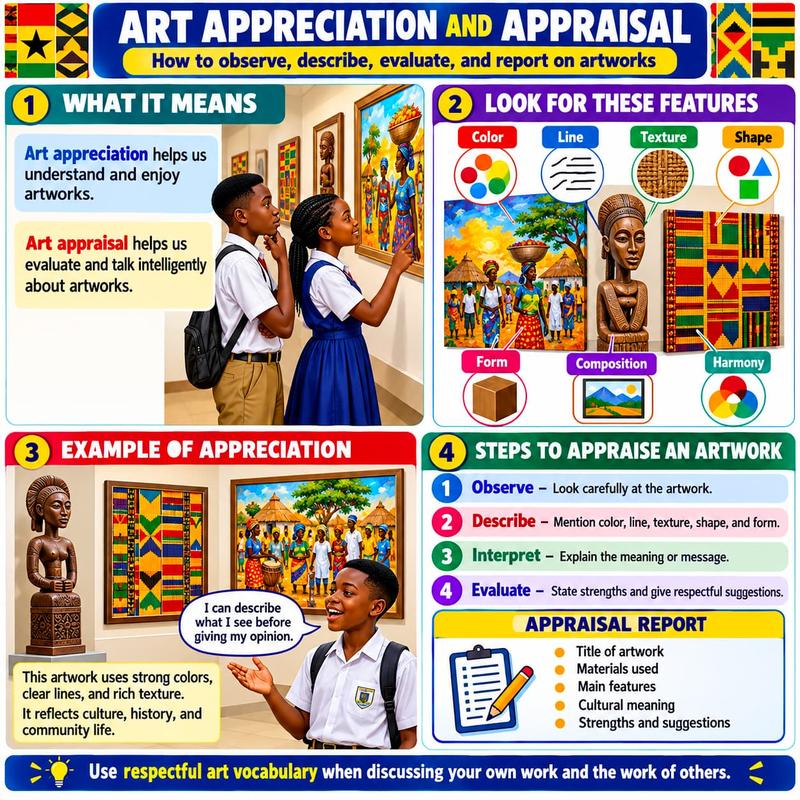 ART APPRECIATION AND APPRAISAL
How to observe, describe, evaluate, and report on artworks
1 WHAT IT MEANS
Art appreciation helps us
understand and enjoy
artworks.
Art appraisal helps us
evaluate and talk intelligently
about artworks.
2 LOOK FOR THESE FEATURES
Color Line Texture Shape
Form Composition Harmony
3 EXAMPLE OF APPRECIATION
I can describe
what I see before
giving my opinion.
This artwork uses strong colors,
clear lines, and rich texture.
It reflects culture, history, and
community life.
4 STEPS TO APPRAISE AN ARTWORK
1 Observe – Look carefully at the artwork.
2 Describe – Mention color, line, texture, shape, and form.
3 Interpret – Explain the meaning or message.
4 Evaluate – State strengths and give respectful suggestions.
APPRAISAL REPORT
Title of artwork
Materials used
Main features
Cultural meaning
Strengths and suggestions
Use respectful art vocabulary when discussing your own work and the work of others.